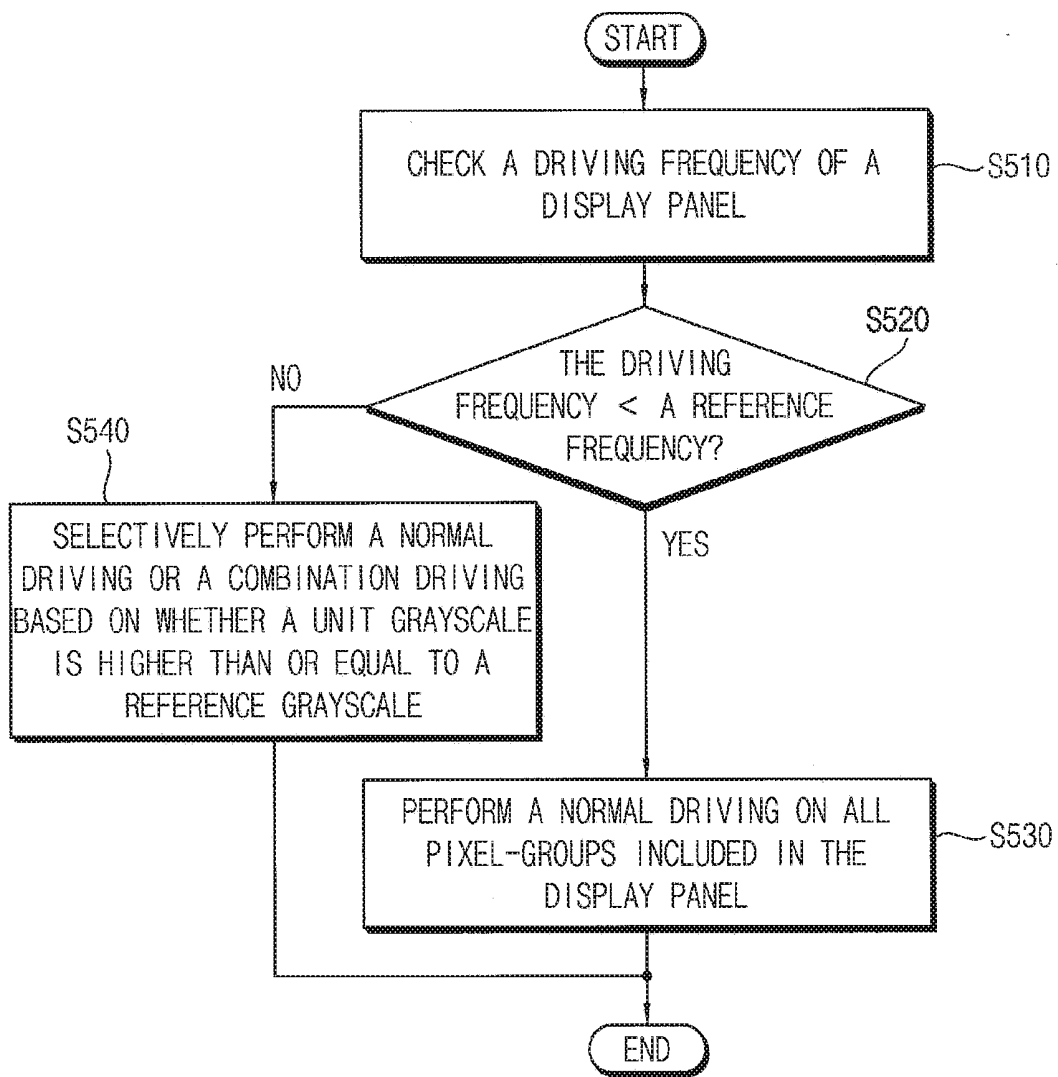 START
CHECK A DRIVING FREQUENCY OF A
DISPLAY PANEL
S510
THE DRIVING
FREQUENCY < A REFERENCE
FREQUENCY?
S520
NO
YES
S540
SELECTIVELY PERFORM A NORMAL
DRIVING OR A COMBINATION DRIVING
BASED ON WHETHER A UNIT GRAYSCALE
IS HIGHER THAN OR EQUAL TO A
REFERENCE GRAYSCALE
PERFORM A NORMAL DRIVING ON ALL
PIXEL-GROUPS INCLUDED IN THE
DISPLAY PANEL
S530
END